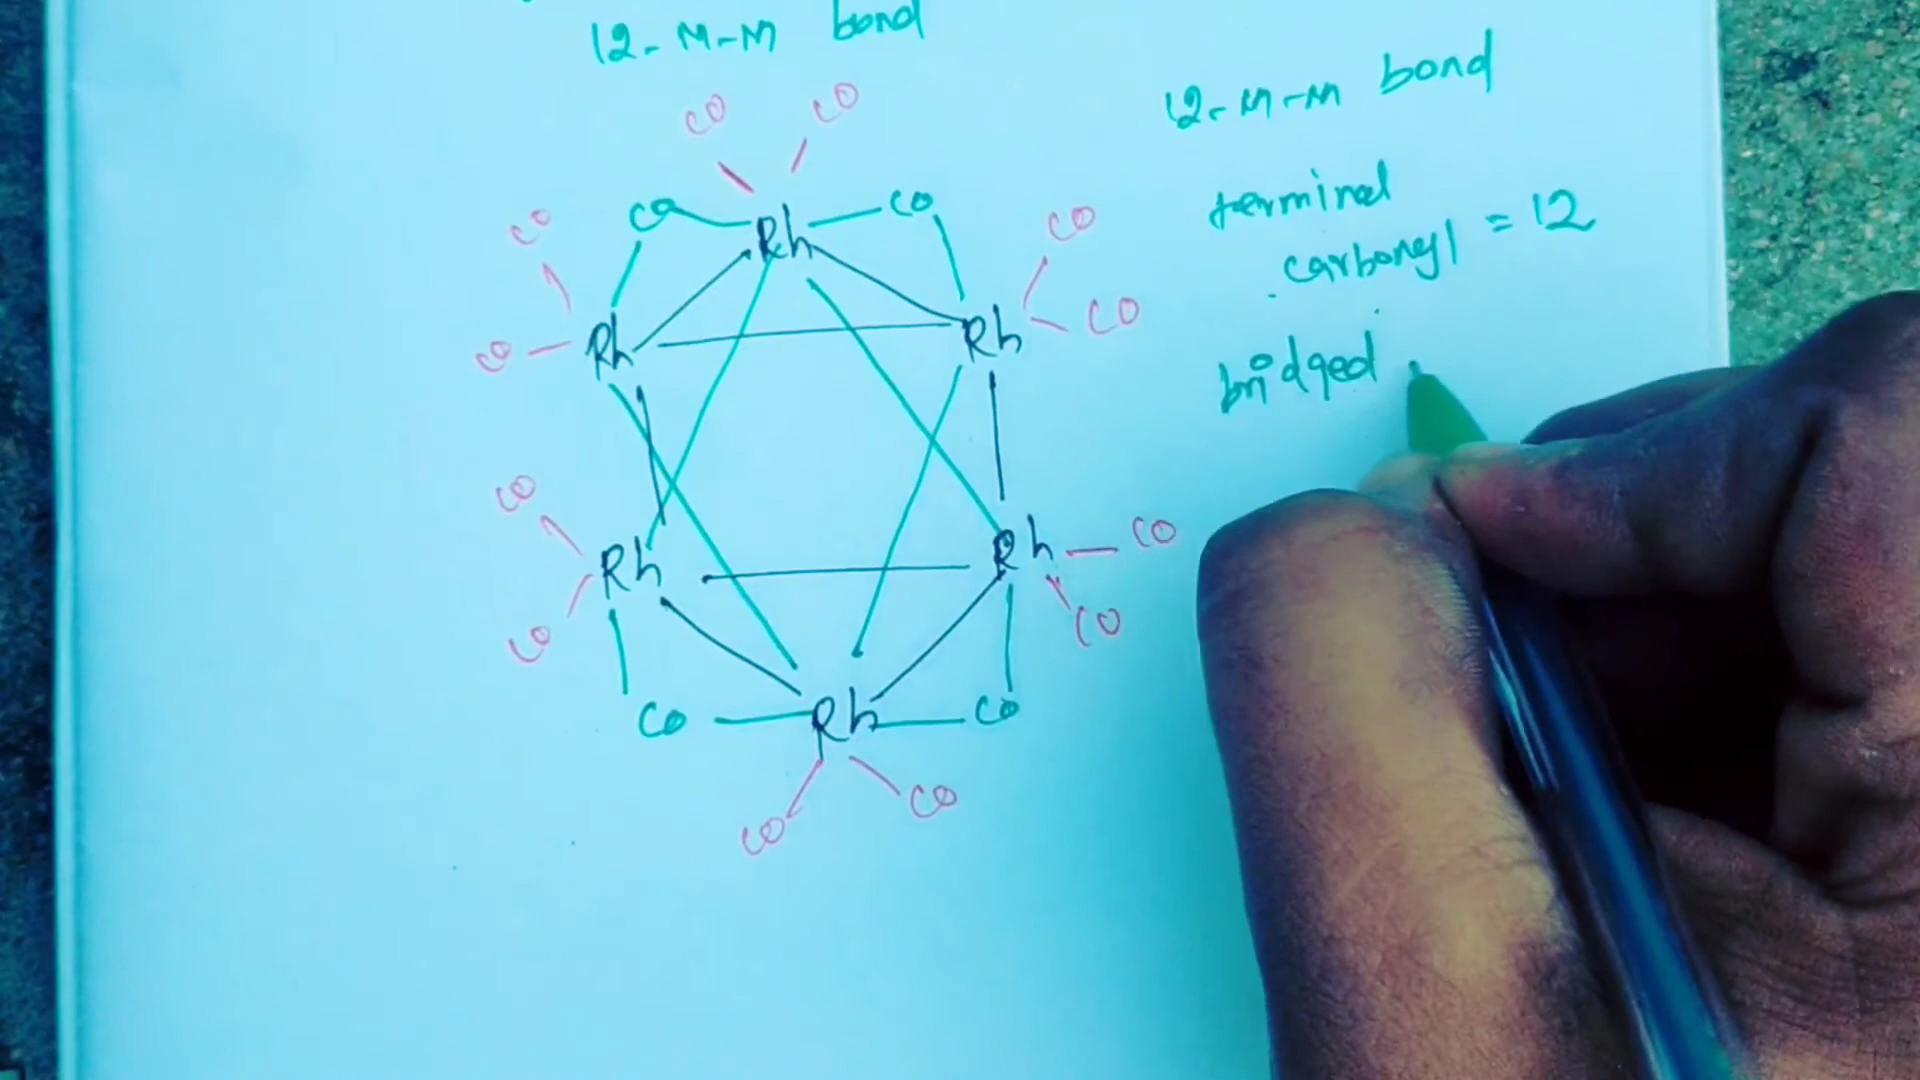 12-M-M bond
12-M-M bond
CO CO
terminal
carbonyl = 12
CO CO Rh CO CO
CO Rh Rh CO
bridged
CO Rh Rh CO
CO CO
CO Rh CO
CO CO